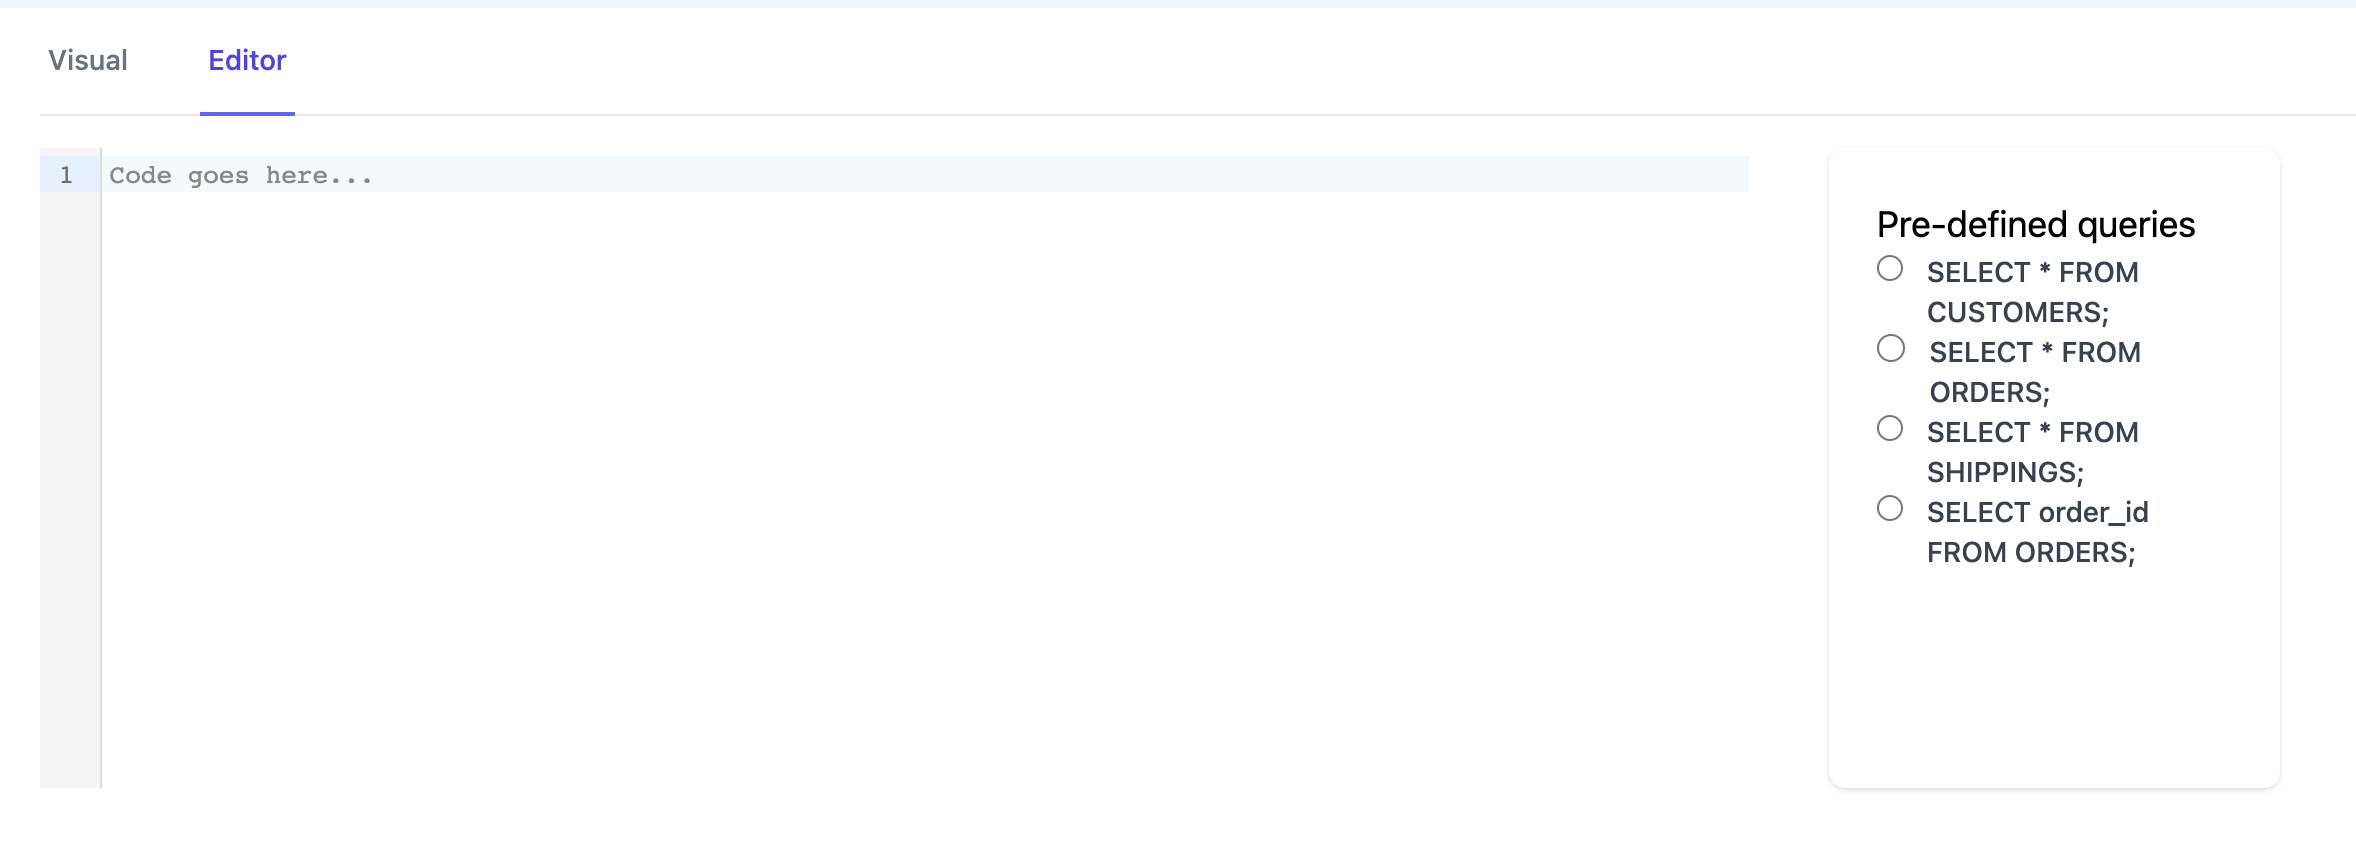 Visual Editor
1 Code goes here...
Pre-defined queries
SELECT * FROM
CUSTOMERS;
SELECT * FROM
ORDERS;
SELECT * FROM
SHIPPINGS;
SELECT order_id
FROM ORDERS;